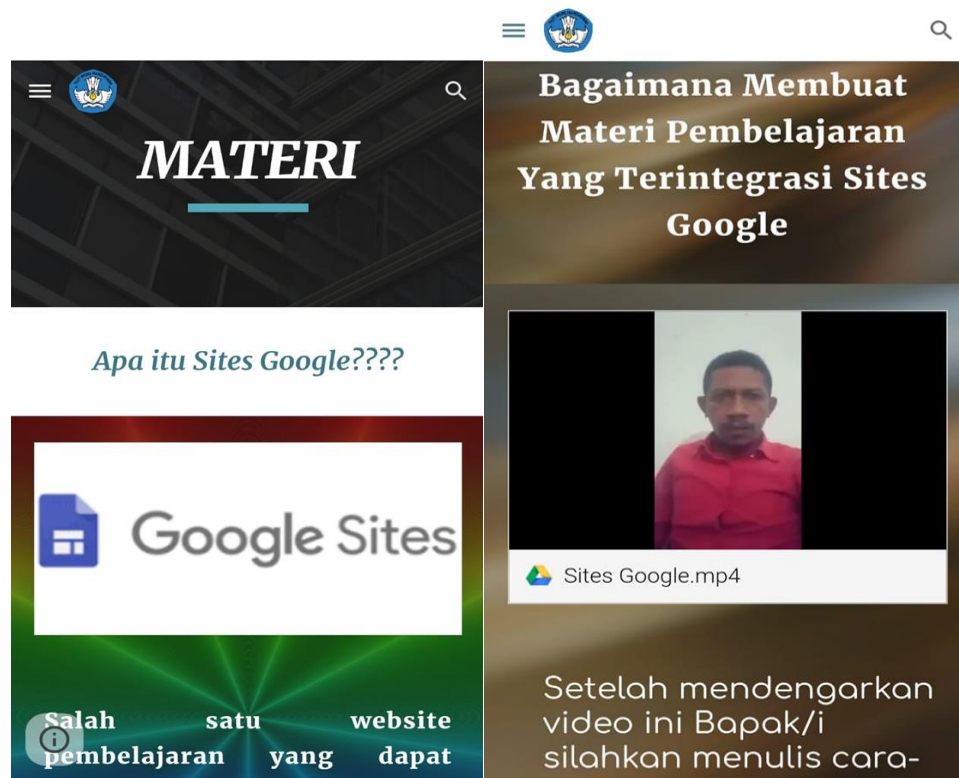 MATERI
Apa itu Sites Google????
Google Sites
Salah satu website
pembelajaran yang dapat
Bagaimana Membuat
Materi Pembelajaran
Yang Terintegrasi Sites
Google
Sites Google.mp4
Setelah mendengarkan
video ini Bapak/i
silahkan menulis cara-